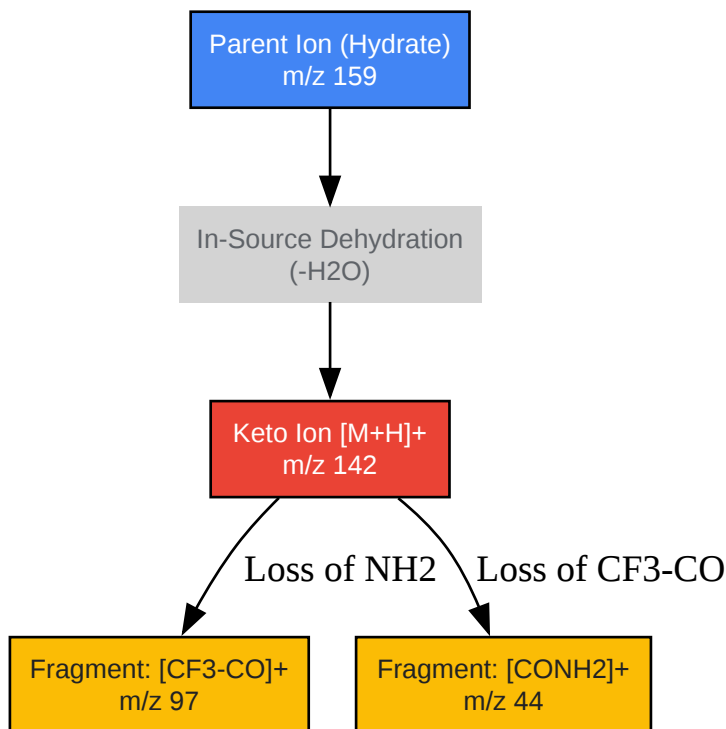 Parent Ion (Hydrate)
m/z 159
In-Source Dehydration
(-H2O)
Keto Ion [M+H]+
m/z 142
Loss of NH2
Loss of CF3-CO
Fragment: [CF3-CO]+
m/z 97
Fragment: [CONH2]+
m/z 44